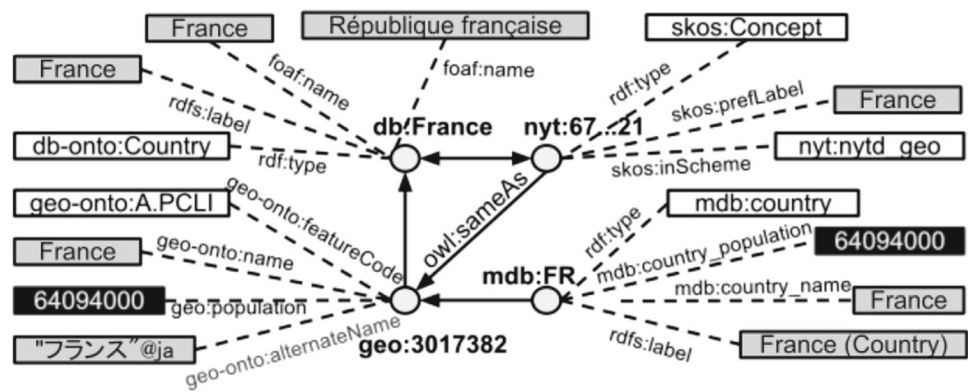 France
République française
skos:Concept
foaf:name
foaf:name
rdf:type
France
rdfs:label
skos:prefLabel
France
db:France
nyt:67...21
db-onto:Country
rdf:type
skos:inScheme
nyt:nytd_geo
geo-onto:A.PCLI
geo-onto:featureCode
owl:sameAs
rdf:type
mdb:country
France
geo-onto:name
mdb:country_population
64094000
mdb:FR
64094000
geo:population
mdb:country_name
France
"フランス"@ja
geo-onto:alternateName
geo:3017382
rdfs:label
France (Country)